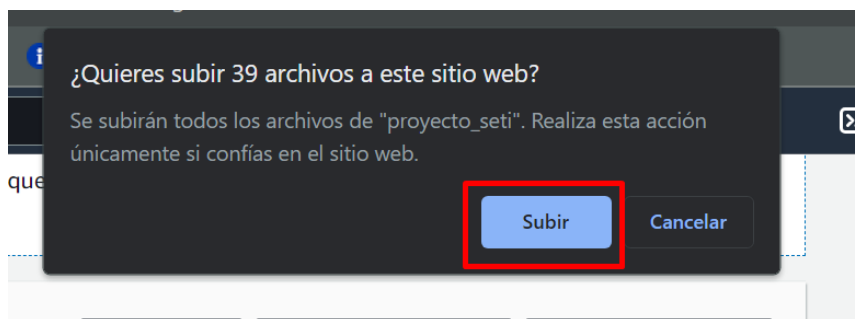 ¿Quieres subir 39 archivos a este sitio web?
Se subirán todos los archivos de "proyecto_seti". Realiza esta acción
únicamente si confías en el sitio web.
que
Subir
Cancelar